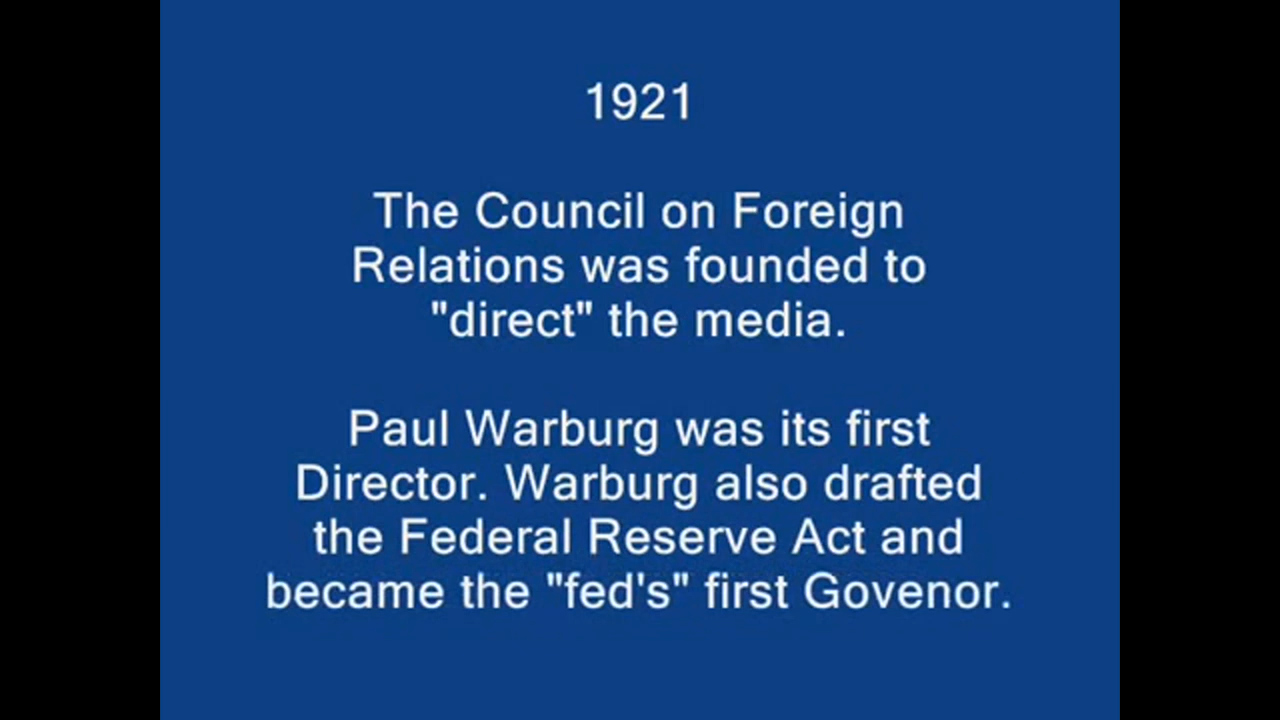 1921
The Council on Foreign
Relations was founded to
"direct" the media.
Paul Warburg was its first
Director. Warburg also drafted
the Federal Reserve Act and
became the "fed's" first Govenor.